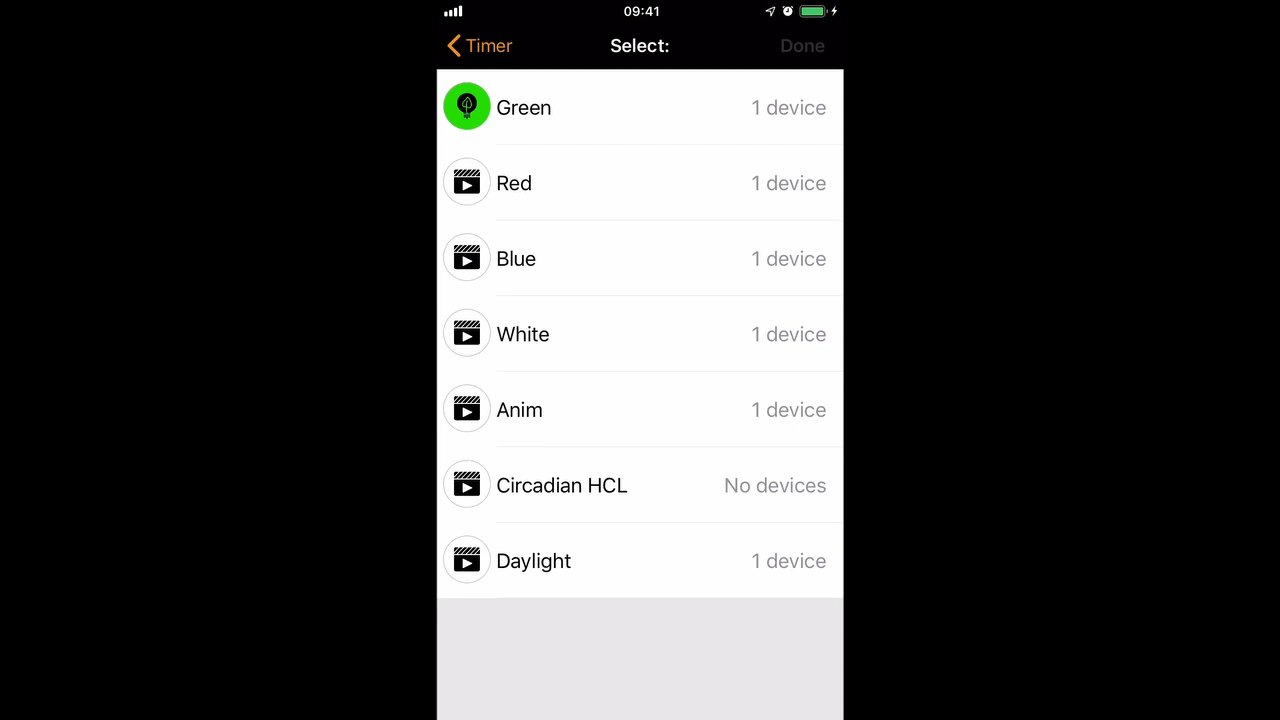 09:41
Timer Select: Done
Green 1 device
Red 1 device
Blue 1 device
White 1 device
Anim 1 device
Circadian HCL No devices
Daylight 1 device